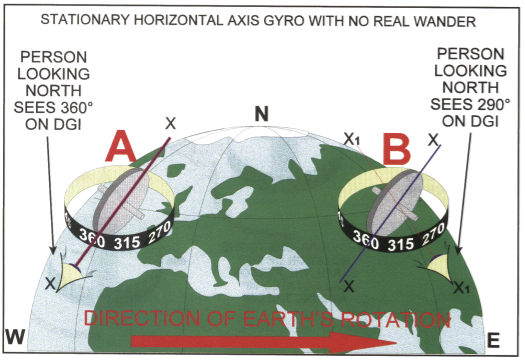 STATIONARY HORIZONTAL AXIS GYRO WITH NO REAL WANDER
PERSON
LOOKING
NORTH
SEES 360°
ON DGI
PERSON
LOOKING
NORTH
SEES 290°
ON DGI
N
X
A
X1
B
X
360 315 270
360 315 270
X
X
X1
DIRECTION OF EARTH'S ROTATION
W
E